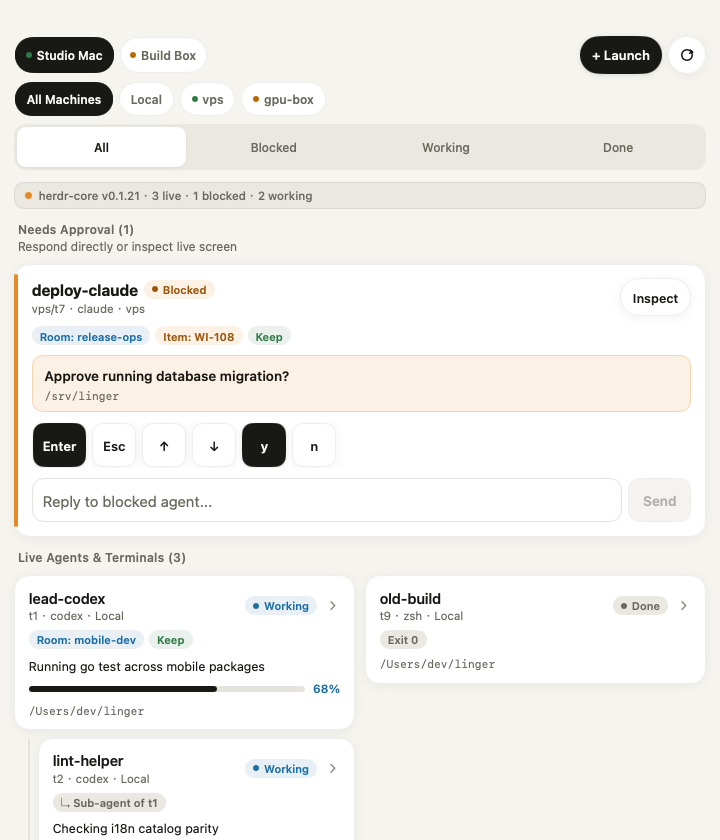 Studio Mac
Build Box
+ Launch
All Machines
Local
vps
gpu-box
All
Blocked
Working
Done
herdr-core v0.1.21 · 3 live · 1 blocked · 2 working
Needs Approval (1)
Respond directly or inspect live screen
deploy-claude
Blocked
vps/t7 · claude · vps
Inspect
Room: release-ops
Item: WI-108
Keep
Approve running database migration?
/srv/linger
Enter
Esc
↑
↓
y
n
Reply to blocked agent...
Send
Live Agents & Terminals (3)
lead-codex
Working
t1 · codex · Local
Room: mobile-dev
Keep
Running go test across mobile packages
68%
/Users/dev/linger
old-build
Done
t9 · zsh · Local
Exit 0
/Users/dev/linger
lint-helper
Working
t2 · codex · Local
Sub-agent of t1
Checking i18n catalog parity